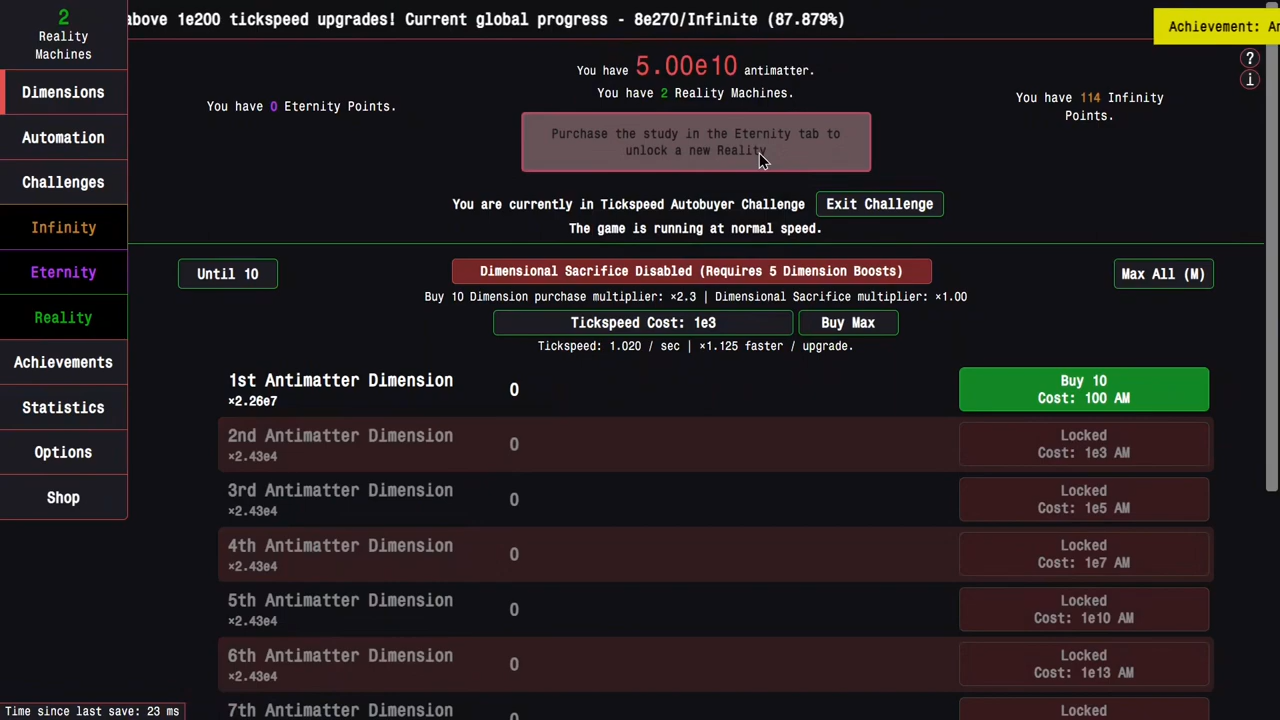 2
Reality
Machines
above 1e200 tickspeed upgrades! Current global progress - 8e270/Infinite (87.879%)
Achievement: An
You have 5.00e10 antimatter.
You have 2 Reality Machines.
You have 0 Eternity Points.
You have 114 Infinity
Points.
?
i
Purchase the study in the Eternity tab to
unlock a new Reality
You are currently in Tickspeed Autobuyer Challenge
Exit Challenge
The game is running at normal speed.
Dimensions
Automation
Challenges
Infinity
Eternity
Reality
Achievements
Statistics
Options
Shop
Until 10
Dimensional Sacrifice Disabled (Requires 5 Dimension Boosts)
Max All (M)
Buy 10 Dimension purchase multiplier: ×2.3 | Dimensional Sacrifice multiplier: ×1.00
Tickspeed Cost: 1e3
Buy Max
Tickspeed: 1.020 / sec | ×1.125 faster / upgrade.
1st Antimatter Dimension
×2.26e7
0
Buy 10
Cost: 100 AM
2nd Antimatter Dimension
×2.43e4
0
Locked
Cost: 1e3 AM
3rd Antimatter Dimension
×2.43e4
0
Locked
Cost: 1e5 AM
4th Antimatter Dimension
×2.43e4
0
Locked
Cost: 1e7 AM
5th Antimatter Dimension
×2.43e4
0
Locked
Cost: 1e10 AM
6th Antimatter Dimension
×2.43e4
0
Locked
Cost: 1e13 AM
7th Antimatter Dimension
0
Locked
Time since last save: 23 ms